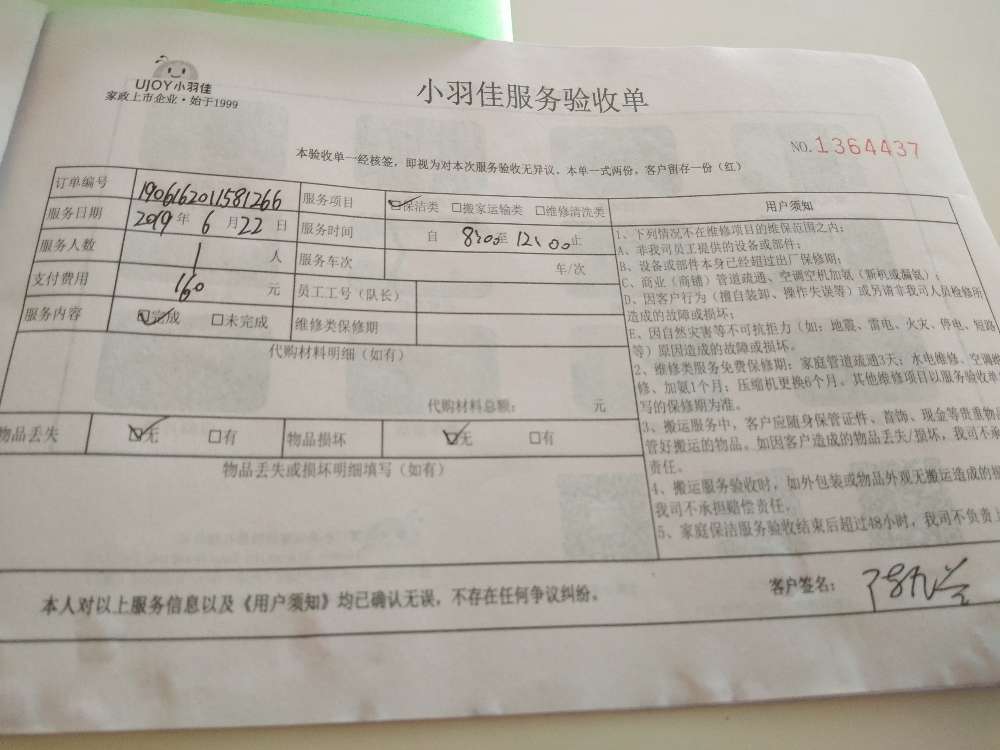 UJOY小羽佳
家政上市企业·始于1999
小羽佳服务验收单
NO.1364437
本验收单一经核签，即视为对本次服务验收无异议。本单一式两份，客户留存一份（红）
订单编号 1906162011581266 服务项目 ☑保洁类 □搬家运输类 □维修清洗类
服务日期 2019年6月22日 服务时间 自 8:00至 12:00止
服务人数 1 人 服务车次 车/次
支付费用 160 元 员工工号（队长）
服务内容 ☑完成 □未完成 维修类保修期
代购材料明细（如有）
代购材料总额： 元
物品丢失 ☑无 □有 物品损坏 ☑无 □有
物品丢失或损坏明细填写（如有）
用户须知
1、下列情况不在维修项目的维保范围之内：
A、非我司员工提供的设备或部件；
B、设备或部件本身已经超过出厂保修期；
C、商业（商铺）管道疏通、空调空机加氨（新机或漏氨）；
D、因客户行为（擅自装卸、操作失误等）或另请非我司人员检修所
造成的故障或损坏；
E、因自然灾害等不可抗拒力（如：地震、雷电、火灾、停电、短路
等）原因造成的故障或损坏。
2、维修类服务免费保修期：家庭管道疏通3天；水电维修、空调维
修、加氨1个月；压缩机更换6个月。其他维修项目以服务验收单
写的保修期为准。
3、搬运服务中，客户应随身保管证件、首饰、现金等贵重物品
管好搬运的物品。如因客户造成的物品丢失/损坏，我司不承
责任。
4、搬运服务验收时，如外包装或物品外观无搬运造成的损
我司不承担赔偿责任。
5、家庭保洁服务验收结束后超过48小时，我司不负责上
本人对以上服务信息以及《用户须知》均已确认无误，不存在任何争议纠纷。
客户签名：